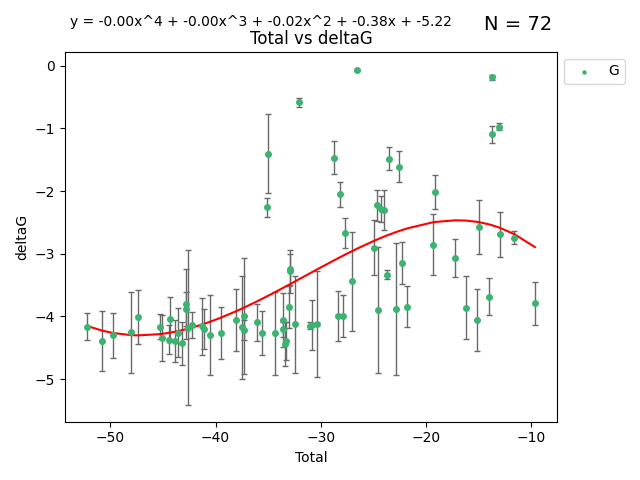 y = -0.00x^4 + -0.00x^3 + -0.02x^2 + -0.38x + -5.22
N = 72
Total vs deltaG
G
deltaG
0
−1
−2
−3
−4
−5
−50
−40
−30
−20
−10
Total